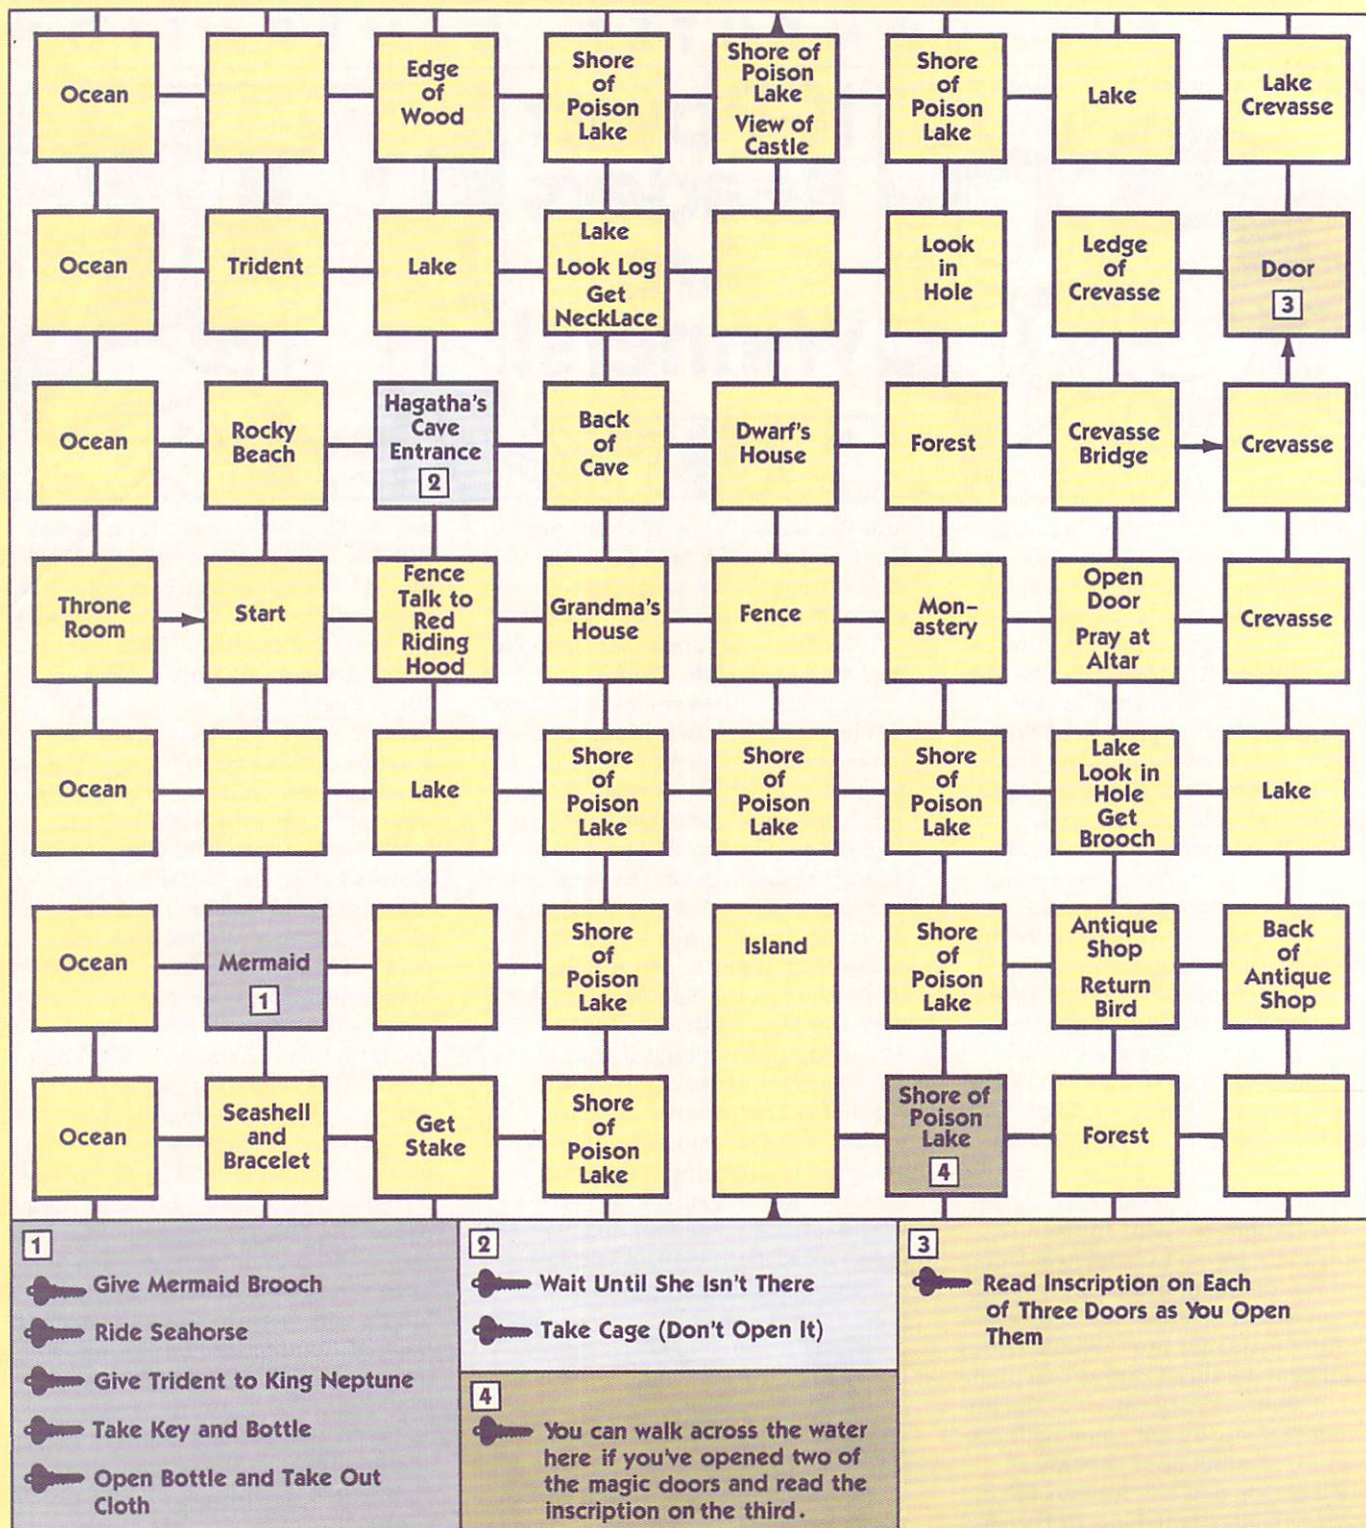 Ocean
Edge
of
Wood
Shore
of
Poison
Lake
Shore of
Poison
Lake
View of
Castle
Shore
of
Poison
Lake
Lake
Lake
Crevasse
Ocean
Trident
Lake
Lake
Look Log
Get
NeckLace
Look
in
Hole
Ledge
of
Crevasse
Door
3
Ocean
Rocky
Beach
Hagatha's
Cave
Entrance
2
Back
of
Cave
Dwarf's
House
Forest
Crevasse
Bridge
Crevasse
Throne
Room
Start
Fence
Talk to
Red
Riding
Hood
Grandma's
House
Fence
Mon-
astery
Open
Door
Pray at
Altar
Crevasse
Ocean
Lake
Shore
of
Poison
Lake
Shore
of
Poison
Lake
Shore
of
Poison
Lake
Lake
Look in
Hole
Get
Brooch
Lake
Ocean
Mermaid
1
Shore
of
Poison
Lake
Island
Shore
of
Poison
Lake
Antique
Shop
Return
Bird
Back
of
Antique
Shop
Ocean
Seashell
and
Bracelet
Get
Stake
Shore
of
Poison
Lake
Shore of
Poison
Lake
4
Forest
1
Give Mermaid Brooch
Ride Seahorse
Give Trident to King Neptune
Take Key and Bottle
Open Bottle and Take Out
Cloth
2
Wait Until She Isn't There
Take Cage (Don't Open It)
4
You can walk across the water
here if you've opened two of
the magic doors and read the
inscription on the third.
3
Read Inscription on Each
of Three Doors as You Open
Them